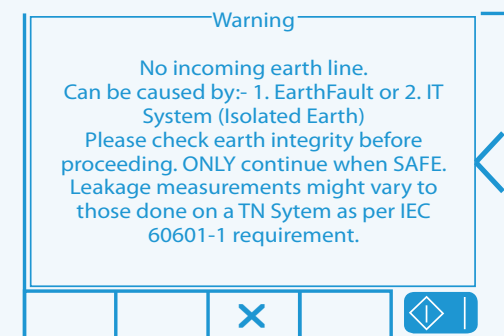 Warning
No incoming earth line.
Can be caused by:- 1. EarthFault or 2. IT
System (Isolated Earth)
Please check earth integrity before
proceeding. ONLY continue when SAFE.
Leakage measurements might vary to
those done on a TN Sytem as per IEC
60601-1 requirement.